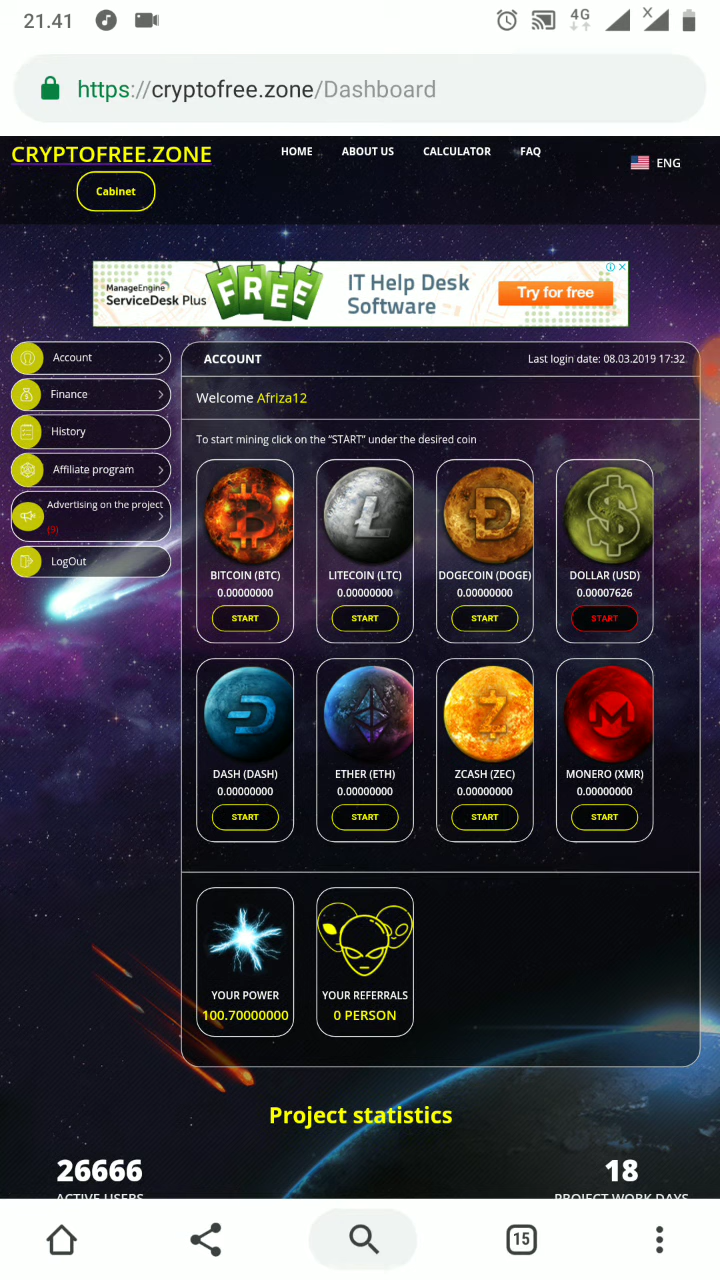 21.41
4G
X
https://cryptofree.zone/Dashboard
CRYPTOFREE.ZONE
HOME ABOUT US CALCULATOR FAQ
ENG
Cabinet
ManageEngine
ServiceDesk Plus
FREE
IT Help Desk
Software
Try for free
Account
Finance
History
Affiliate program
Advertising on the project
(9)
LogOut
ACCOUNT
Last login date: 08.03.2019 17:32
Welcome Afriza12
To start mining click on the “START” under the desired coin
BITCOIN (BTC) LITECOIN (LTC) DOGECOIN (DOGE) DOLLAR (USD)
0.00000000 0.00000000 0.00000000 0.00007626
START START START START
DASH (DASH) ETHER (ETH) ZCASH (ZEC) MONERO (XMR)
0.00000000 0.00000000 0.00000000 0.00000000
START START START START
YOUR POWER YOUR REFERRALS
100.70000000 0 PERSON
Project statistics
26666 18
ACTIVE USERS PROJECT WORK DAYS
15